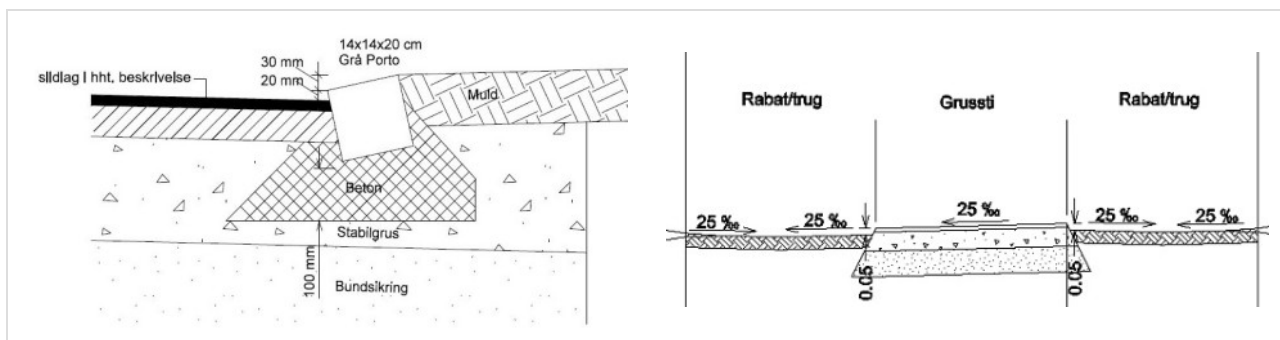 14x14x20 cm
Grå Porto
30 mm
20 mm
slidlag i hht, beskrivelse
Muld
Beton
Stabilgrus
100 mm
Bundsikring
Rabat/trug
Grussti
Rabat/trug
25 ‰
25 ‰
25 ‰
25 ‰
25 ‰
0.05
0.05